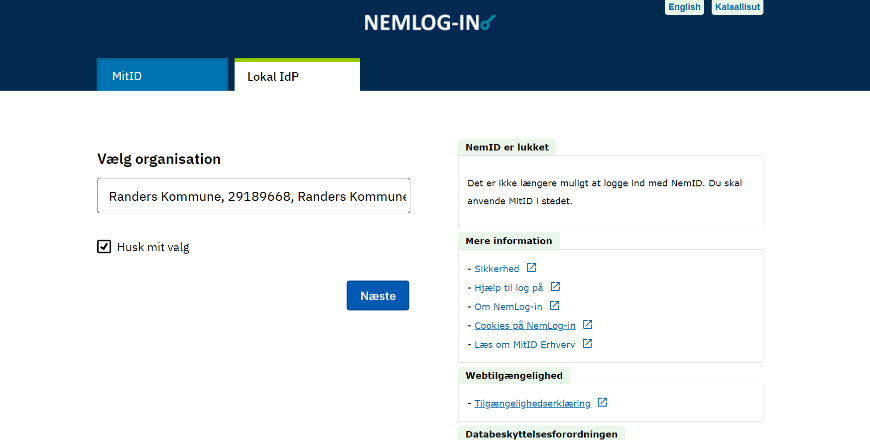 English
Kalaallisut
NEMLOG-IN
MitID
Lokal IdP
Vælg organisation
Randers Kommune, 29189668, Randers Kommune
Husk mit valg
Næste
NemID er lukket
Det er ikke længere muligt at logge ind med NemID. Du skal
anvende MitID i stedet.
Mere information
- Sikkerhed
- Hjælp til log på
- Om NemLog-in
- Cookies på NemLog-in
- Læs om MitID Erhverv
Webtilgængelighed
- Tilgængelighedserklæring
Databeskyttelsesforordningen